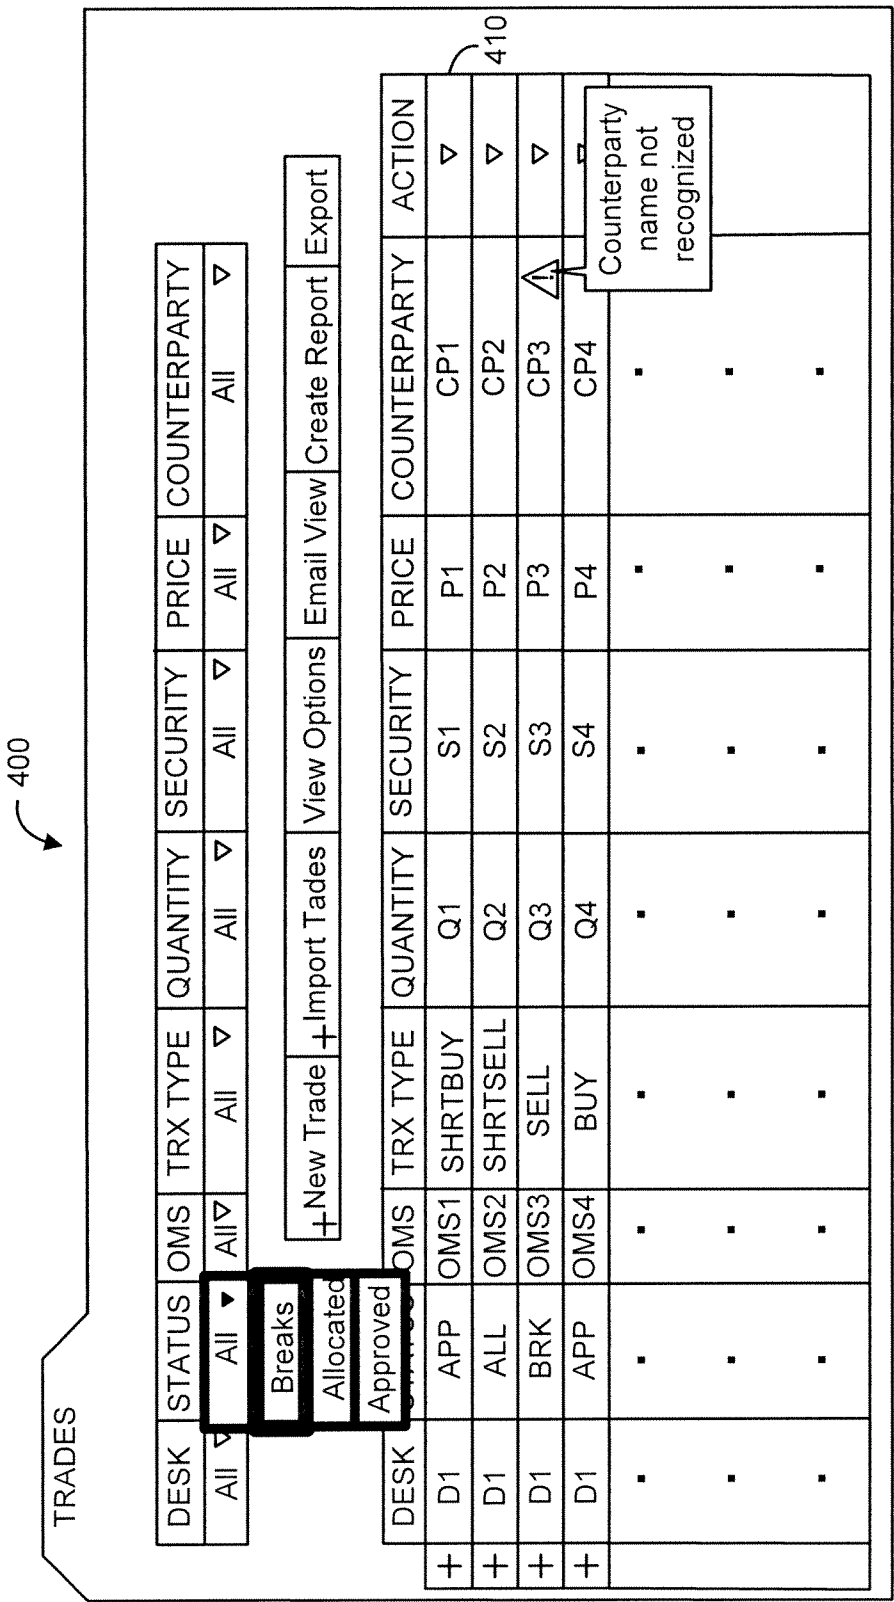 400
TRADES
DESK STATUS OMS TRX TYPE QUANTITY SECURITY PRICE COUNTERPARTY
All All All All All All All All
Breaks
Allocated
Approved
+New Trade +Import Tades View Options Email View Create Report Export
DESK OMS TRX TYPE QUANTITY SECURITY PRICE COUNTERPARTY ACTION
+ D1 APP OMS1 SHRTBUY Q1 S1 P1 CP1
410
+ D1 ALL OMS2 SHRTSELL Q2 S2 P2 CP2
+ D1 BRK OMS3 SELL Q3 S3 P3 CP3 !
+ D1 APP OMS4 BUY Q4 S4 P4 CP4
Counterparty
name not
recognized